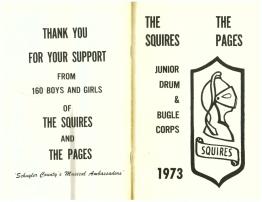 THANK YOU
FOR YOUR SUPPORT
FROM
160 BOYS AND GIRLS
OF
THE SQUIRES
AND
THE PAGES
'Schuyler County's Musical Ambassadors'
THE SQUIRES
THE PAGES
JUNIOR
DRUM
&
BUGLE
CORPS
SQUIRES
1973